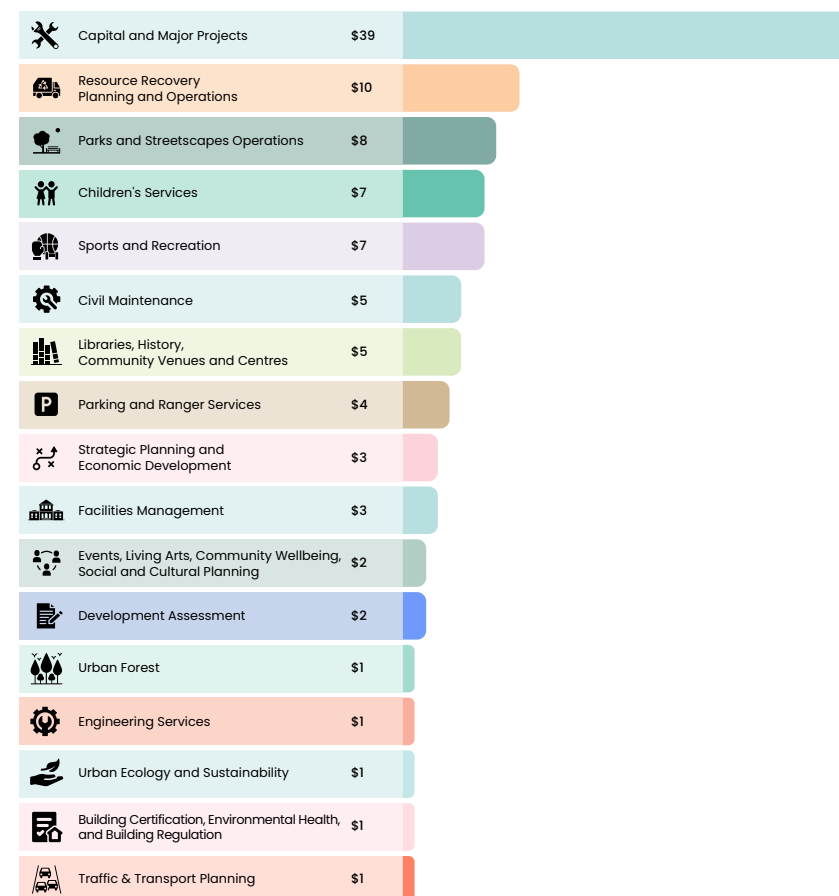 Capital and Major Projects $39
Resource Recovery
Planning and Operations $10
Parks and Streetscapes Operations $8
Children's Services $7
Sports and Recreation $7
Civil Maintenance $5
Libraries, History,
Community Venues and Centres $5
P Parking and Ranger Services $4
Strategic Planning and
Economic Development $3
Facilities Management $3
Events, Living Arts, Community Wellbeing,
Social and Cultural Planning $2
Development Assessment $2
Urban Forest $1
Engineering Services $1
Urban Ecology and Sustainability $1
Building Certification, Environmental Health,
and Building Regulation $1
Traffic & Transport Planning $1